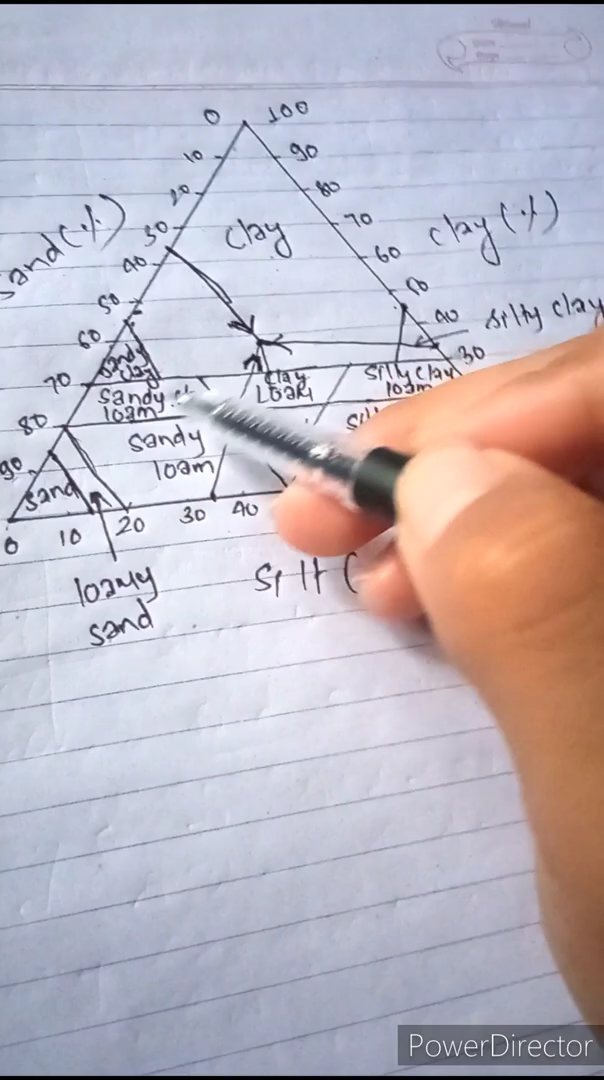 0 100
10 90
20 80
30 70
sand (%) clay clay (%)
40 60
50 50
60 40 silty clay
sandy
clay
70 30
sandy
loam
clay
LOAM
silty clay
loam
80
sandy
loam
90
sand
0 10 20 30 40
loamy
sand
silt (
PowerDirector